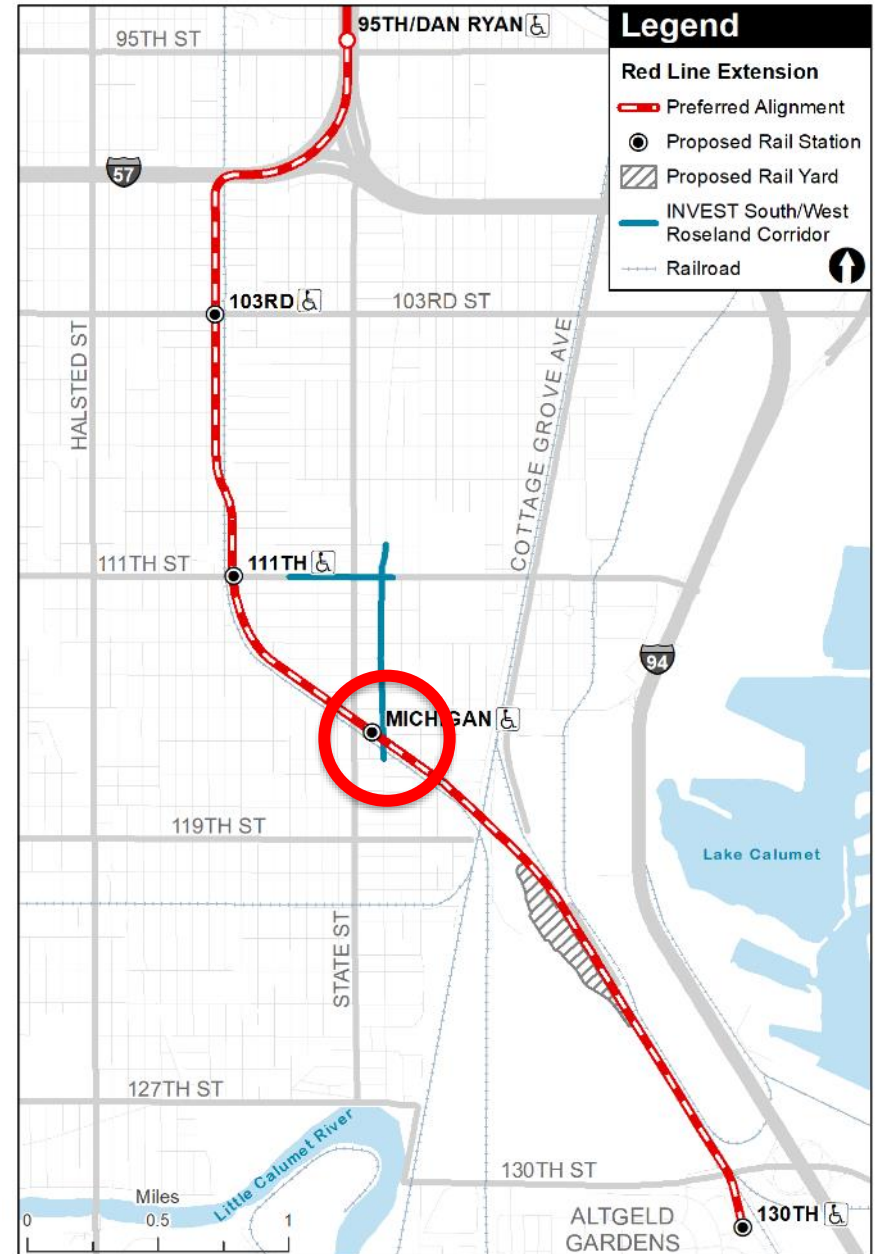 95TH/DAN RYAN
95TH ST
Legend
Red Line Extension
Preferred Alignment
Proposed Rail Station
Proposed Rail Yard
INVEST South/West
Roseland Corridor
Railroad
57
103RD
103RD ST
HALSTED ST
COTTAGE GROVE AVE
111TH ST
111TH
94
MICHIGAN
119TH ST
Lake Calumet
STATE ST
127TH ST
Little Calumet River
130TH ST
Miles
0 0.5 1
ALTGELD
GARDENS
130TH